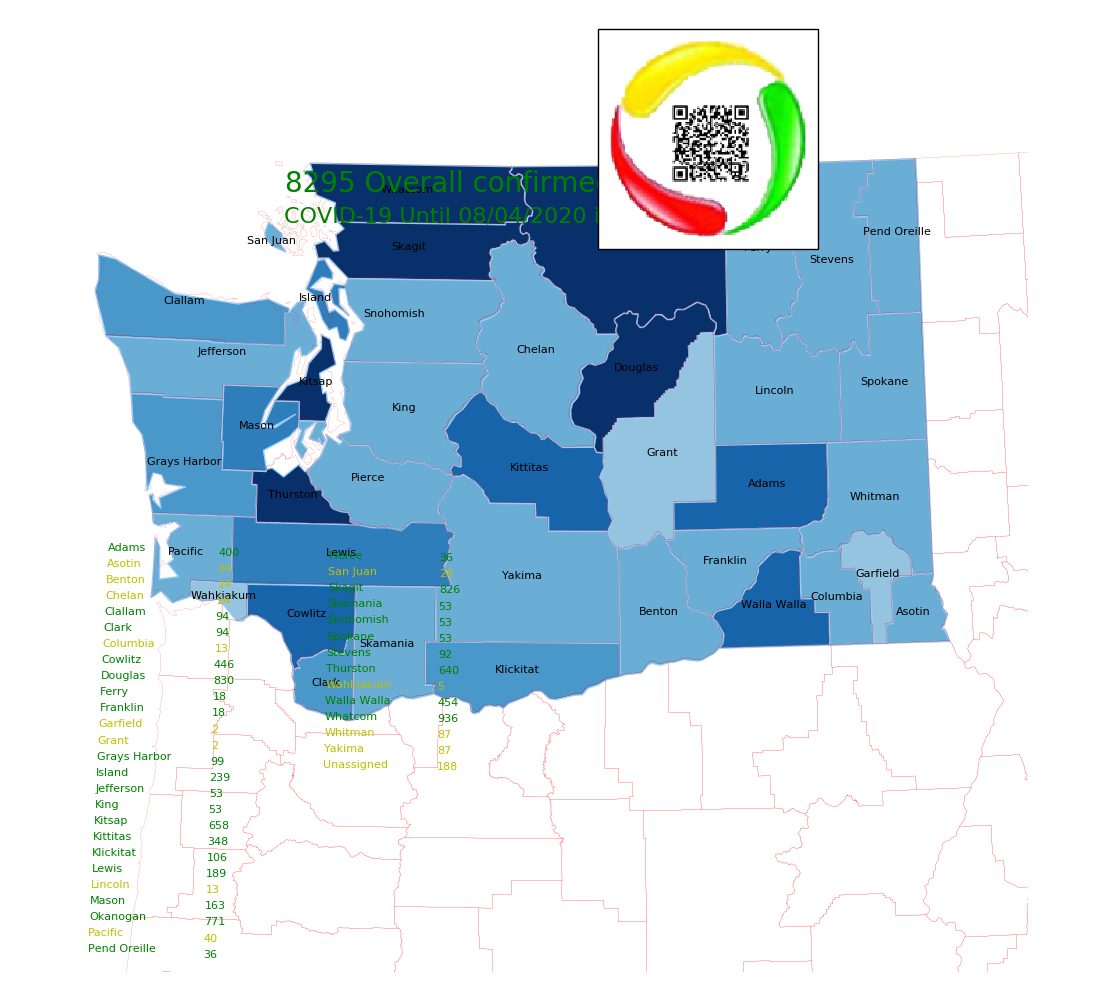 8295 Overall confirme
COVID-19 Until 08/04/2020 i
Whatcom
San Juan
Skagit
Pend Oreille
Ferry
Stevens
Clallam
Island
Snohomish
Jefferson
Chelan
Kitsap
Douglas
Lincoln
Spokane
King
Mason
Grant
Grays Harbor
Pierce
Kittitas
Adams
Thurston
Whitman
Pacific
Lewis
Yakima
Franklin
Garfield
Wahkiakum
Cowlitz
Benton
Walla Walla
Columbia
Asotin
Skamania
Klickitat
Clark
Adams 400
Asotin
Benton
Chelan
Clallam 94
Clark 94
Columbia 13
Cowlitz 446
Douglas 830
Ferry 18
Franklin 18
Garfield 2
Grant 2
Grays Harbor 99
Island 239
Jefferson 53
King 53
Kitsap 658
Kittitas 348
Klickitat 106
Lewis 189
Lincoln 13
Mason 163
Okanogan 771
Pacific 40
Pend Oreille 36
Pierce 36
San Juan
Skagit 826
Skamania 53
Snohomish 53
Spokane 53
Stevens 92
Thurston 640
Wahkiakum 5
Walla Walla 454
Whatcom 936
Whitman 87
Yakima 87
Unassigned 188